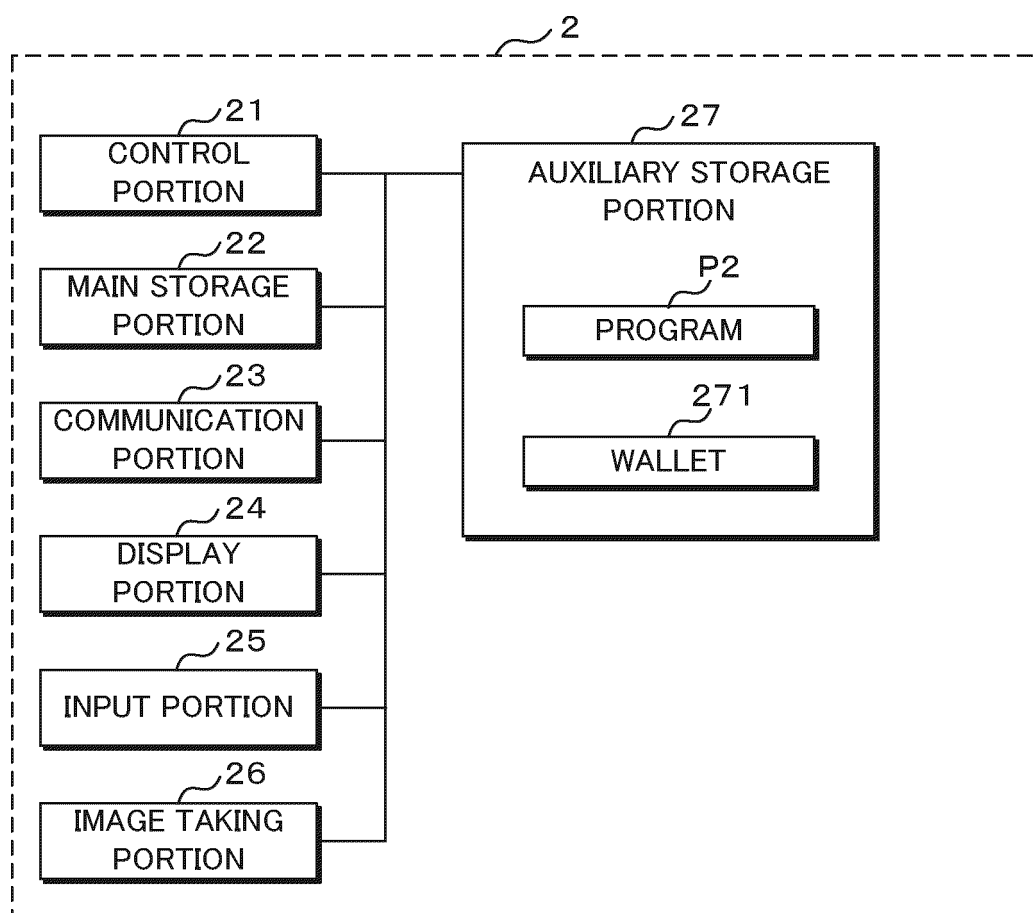 2
21
CONTROL
PORTION
22
MAIN STORAGE
PORTION
23
COMMUNICATION
PORTION
24
DISPLAY
PORTION
25
INPUT PORTION
26
IMAGE TAKING
PORTION
27
AUXILIARY STORAGE
PORTION
P2
PROGRAM
271
WALLET